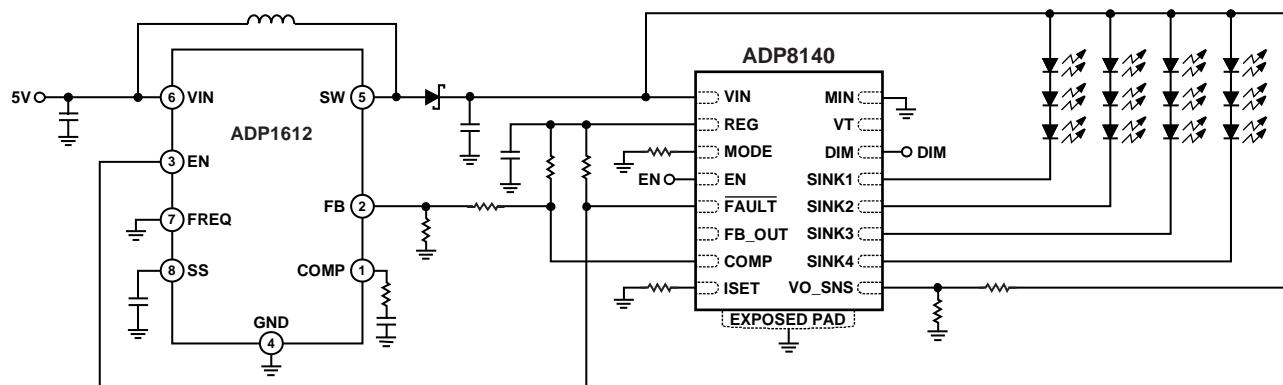 5V
ADP1612
6
VIN
SW
5
3
EN
FB
2
7
FREQ
8
SS
COMP
1
GND
4
ADP8140
VIN
REG
MODE
EN
EN
FAULT
FB_OUT
COMP
ISET
MIN
VT
DIM
DIM
SINK1
SINK2
SINK3
SINK4
VO_SNS
EXPOSED PAD